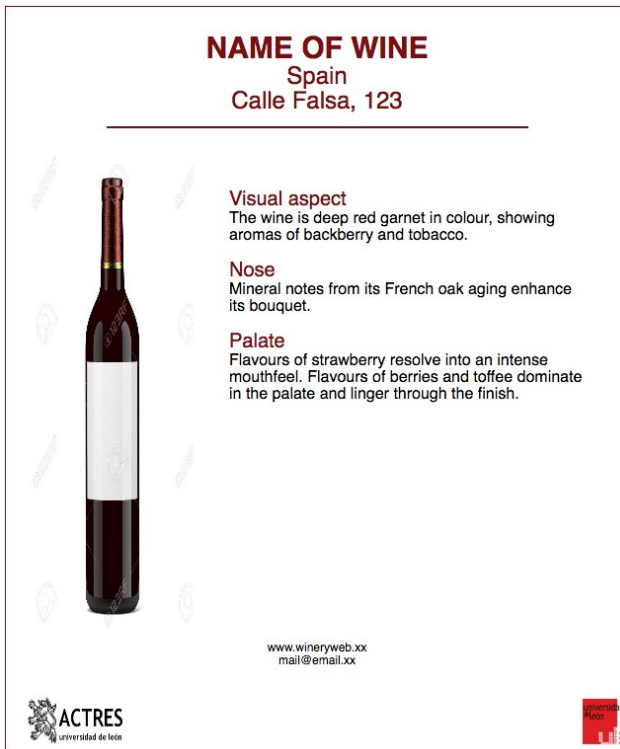 NAME OF WINE
Spain
Calle Falsa, 123
Visual aspect
The wine is deep red garnet in colour, showing
aromas of backberry and tobacco.
Nose
Mineral notes from its French oak aging enhance
its bouquet.
Palate
Flavours of strawberry resolve into an intense
mouthfeel. Flavours of berries and toffee dominate
in the palate and linger through the finish.
www.wineryweb.xx
mail@email.xx
ACTRES
universidad de león
universida
de león
123RF